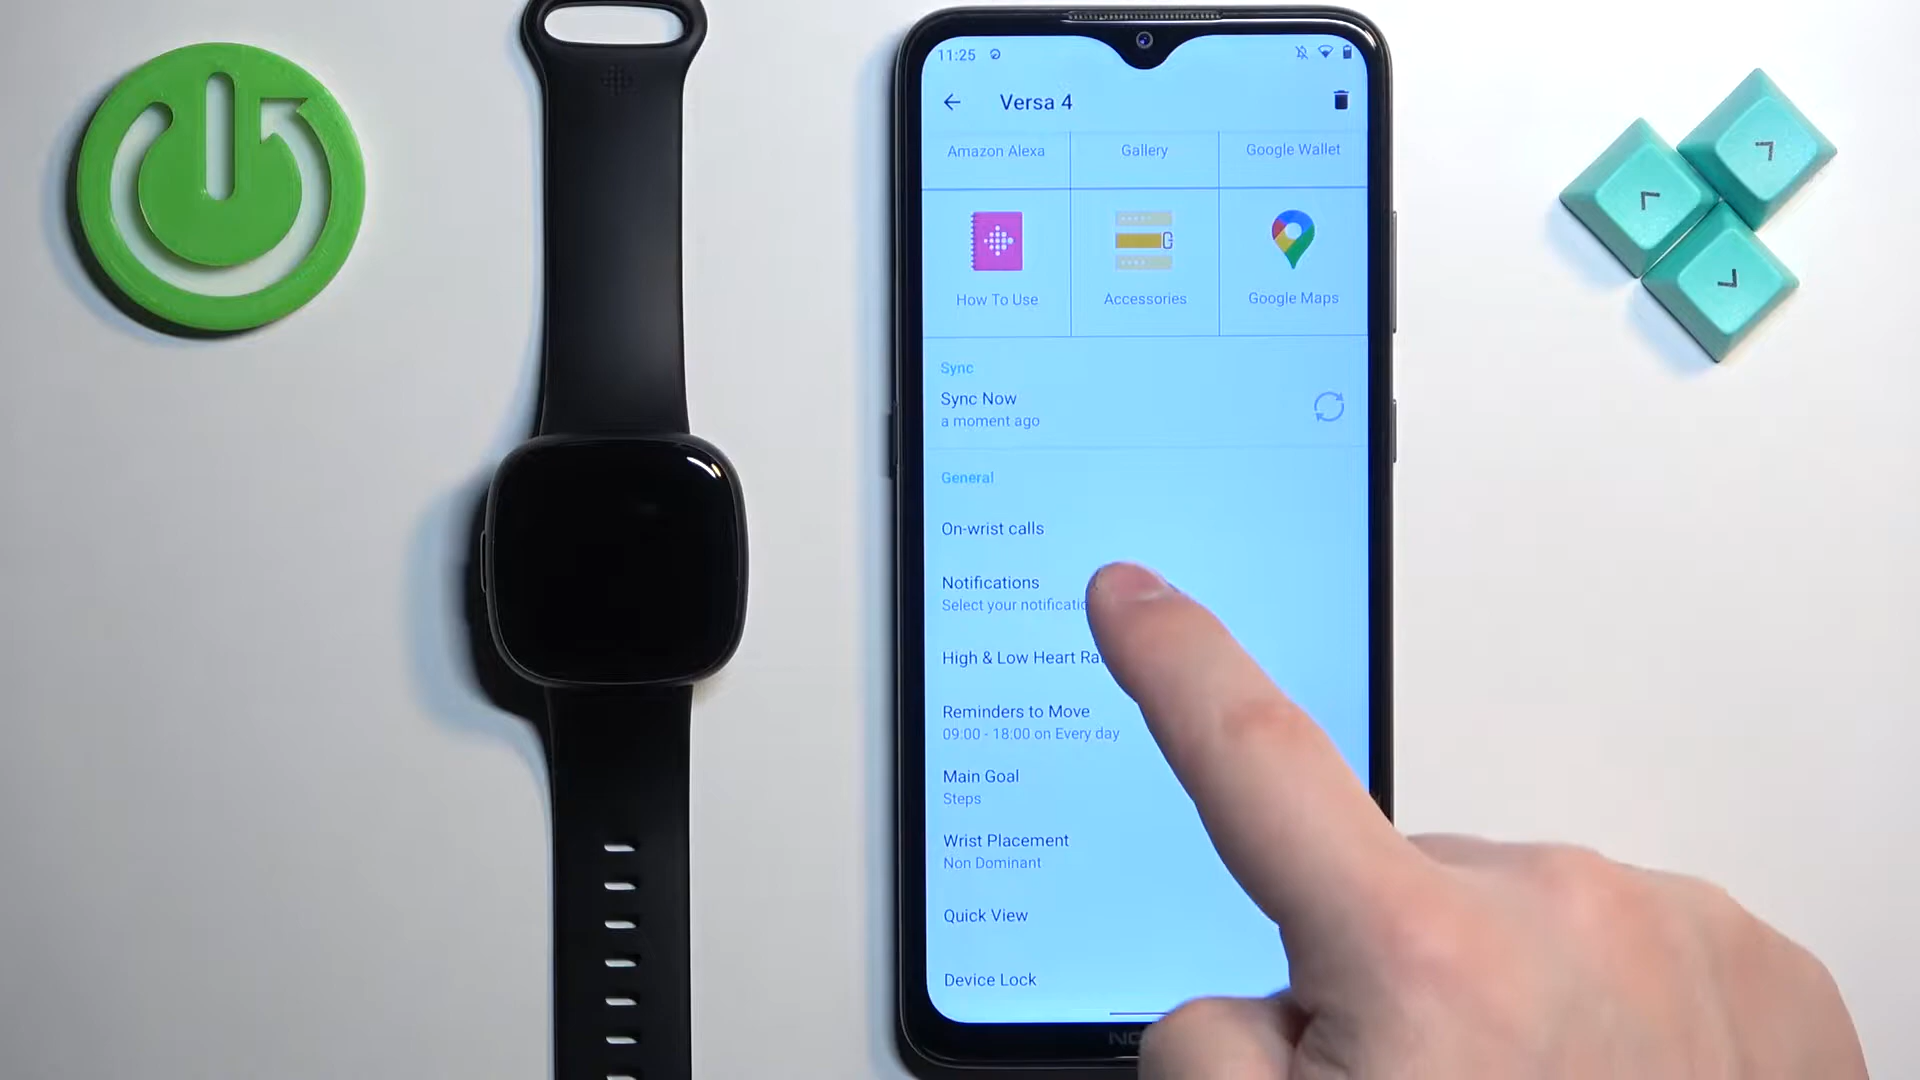 11:25
Versa 4
Amazon Alexa
Gallery
Google Wallet
How To Use
Accessories
Google Maps
Sync
Sync Now
a moment ago
General
On-wrist calls
Notifications
Select your
High & Low Heart
Reminders to Move
09:00 - 18:00 on Every day
Main Goal
Steps
Wrist Placement
Non Dominant
Quick View
Device Lock